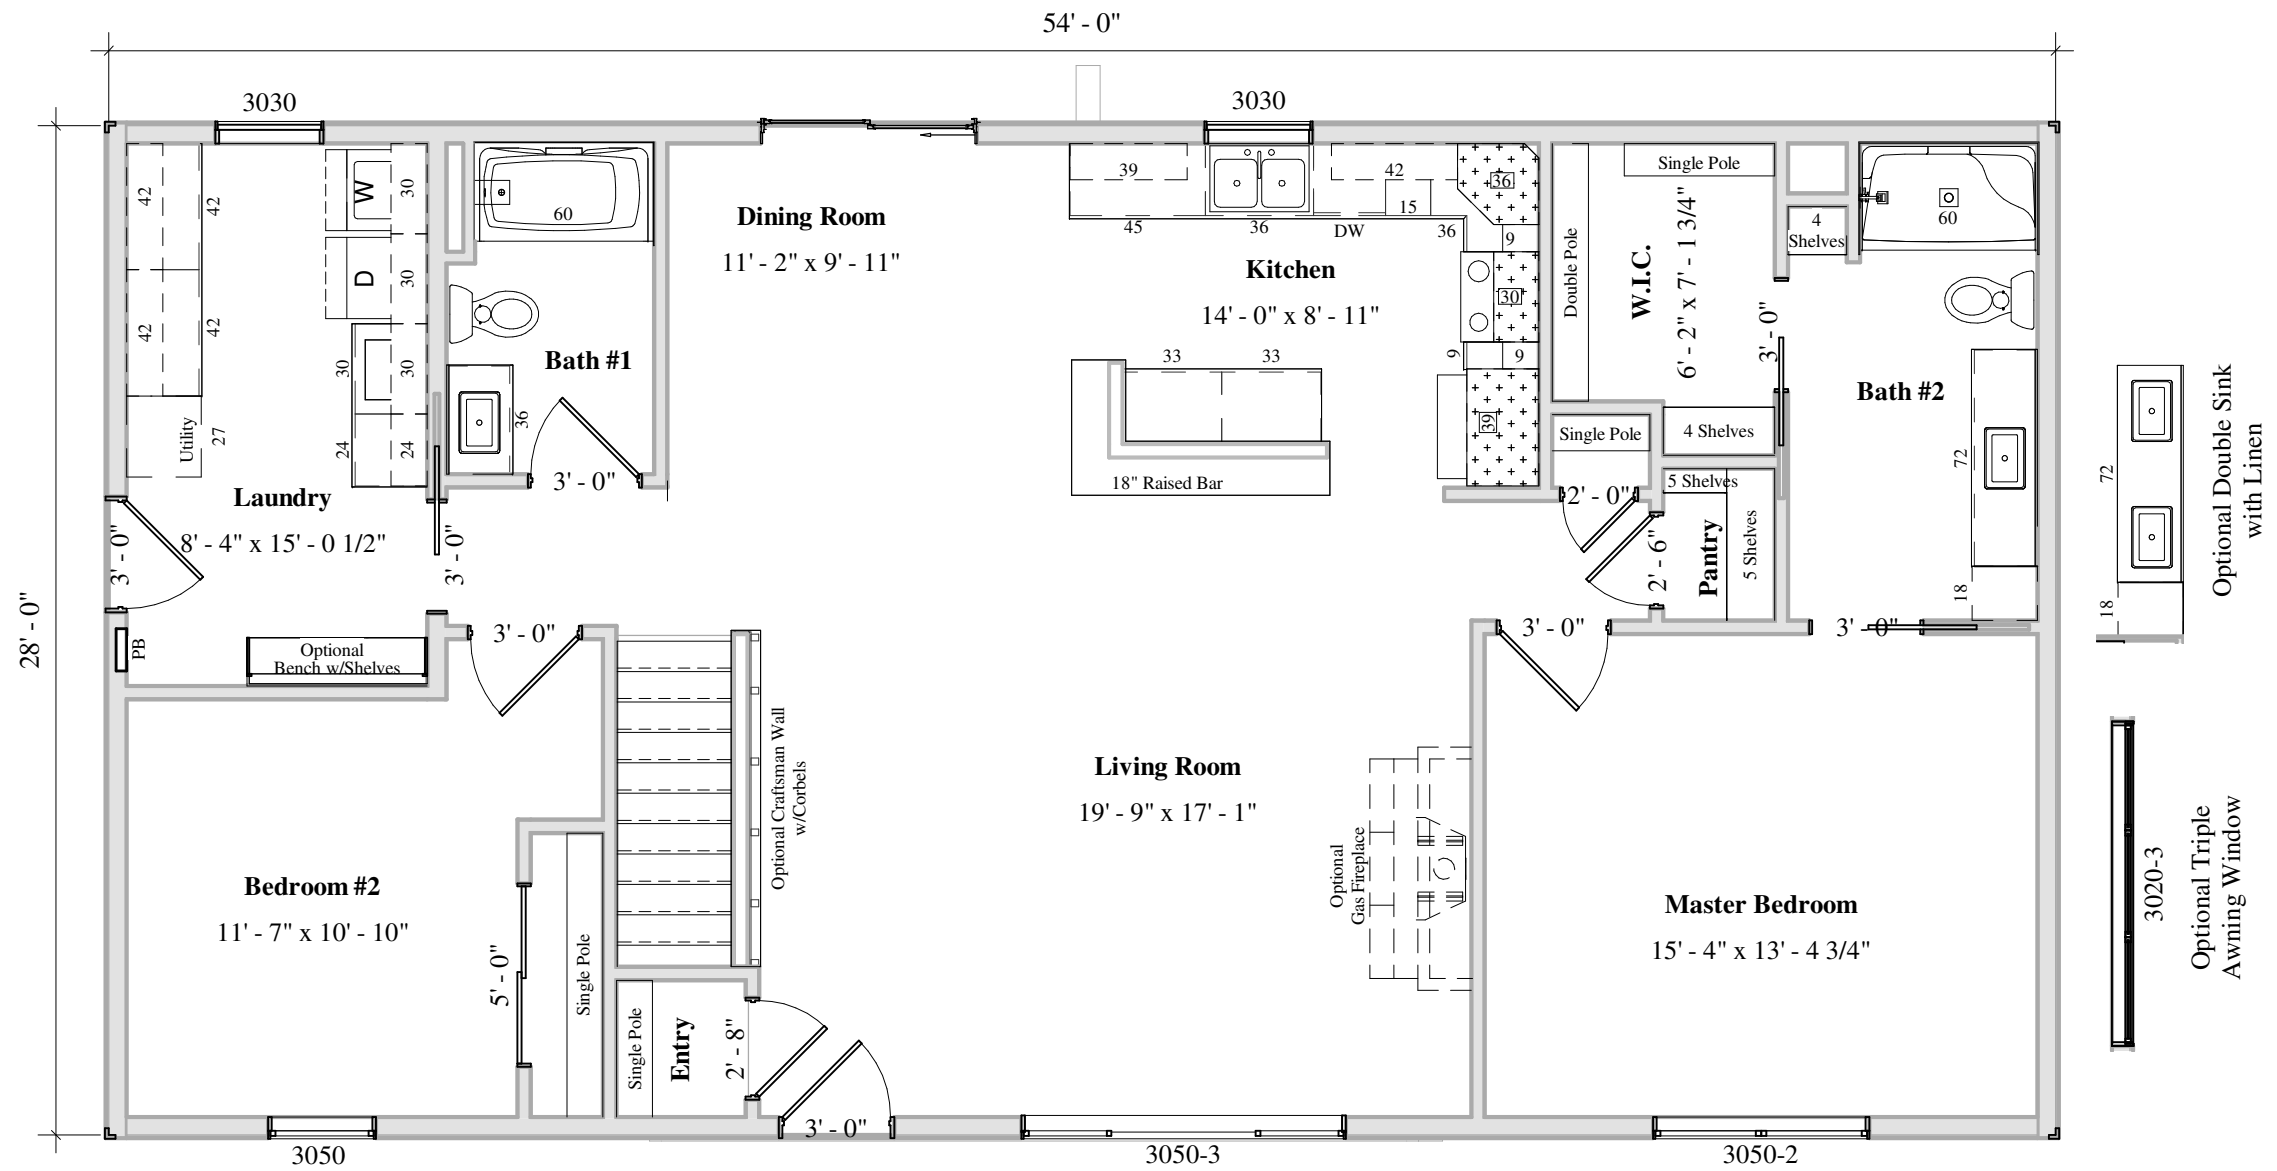 54' - 0"
3030
3030
28' - 0"
42
42
42
42
Utility
27
W
D
30
30
30
30
24
24
Laundry
8' - 4" x 15' - 0 1/2"
3' - 0"
3' - 0"
PB
Optional
Bench w/Shelves
60
Bath #1
36
3' - 0"
Dining Room
11' - 2" x 9' - 11"
39
45
36
42
15
DW
36
36
9
30
9
9
39
Kitchen
14' - 0" x 8' - 11"
33
33
18" Raised Bar
Double Pole
Single Pole
W.I.C.
6' - 2" x 7' - 1 3/4"
3' - 0"
4
Shelves
60
Bath #2
72
18
Single Pole
4 Shelves
5 Shelves
2' - 0"
2' - 6"
Pantry
5 Shelves
3' - 0"
3' - 0"
72
18
Optional Double Sink
with Linen
3' - 0"
Bedroom #2
11' - 7" x 10' - 10"
5' - 0"
Single Pole
Optional Craftsman Wall
w/Corbels
Single Pole
Entry
2' - 8"
3' - 0"
Living Room
19' - 9" x 17' - 1"
Optional
Gas Fireplace
Master Bedroom
15' - 4" x 13' - 4 3/4"
3020-3
Optional Triple
Awning Window
3050
3050-3
3050-2